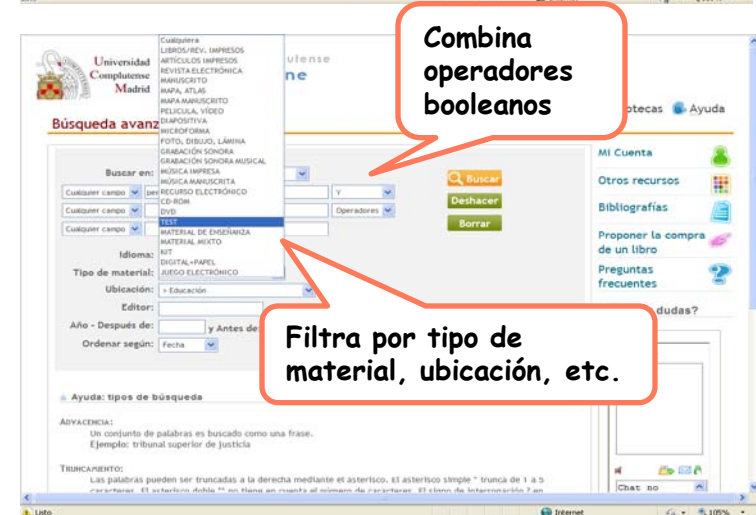 Combina
operadores
booleanos
Universidad
Complutense
Madrid
Búsqueda avanz
Ayuda
Cualquiera
LIBROS/REV. IMPRESOS
ARTÍCULOS IMPRESOS
REVISTA ELECTRÓNICA
MANUSCRITO
MAPA, ATLAS
MAPA MANUSCRITO
PELICULA, VÍDEO
DIAPOSITIVA
MICROFORMA
FOTO, DIBUJO, LÁMINA
GRABACIÓN SONORA
GRABACIÓN SONORA MUSICAL
MÚSICA IMPRESA
MÚSICA MANUSCRITA
RECURSO ELECTRÓNICO
CD-ROM
DVD
TEST
MATERIAL DE ENSEÑANZA
MATERIAL MIXTO
KIT
DIGITAL+PAPEL
JUEGO ELECTRÓNICO
Buscar en:
Cualquier campo Y
Cualquier campo Operadores
Cualquier campo
Buscar
Deshacer
Borrar
Idioma:
Tipo de material:
Ubicación: > Educación
Editor:
Año - Después de: y Antes de:
Ordenar según: Fecha
Mi Cuenta
Otros recursos
Bibliografías
Proponer la compra
de un libro
Preguntas
frecuentes
dudas?
Filtra por tipo de
material, ubicación, etc.
Ayuda: tipos de búsqueda
ADYACENCIA:
Un conjunto de palabras es buscado como una frase.
Ejemplo: tribunal superior de justicia
TRUNCAMIENTO:
Las palabras pueden ser truncadas a la derecha mediante el asterisco. El asterisco simple * trunca de 1 a 5
Chat no
Listo
Internet
105%